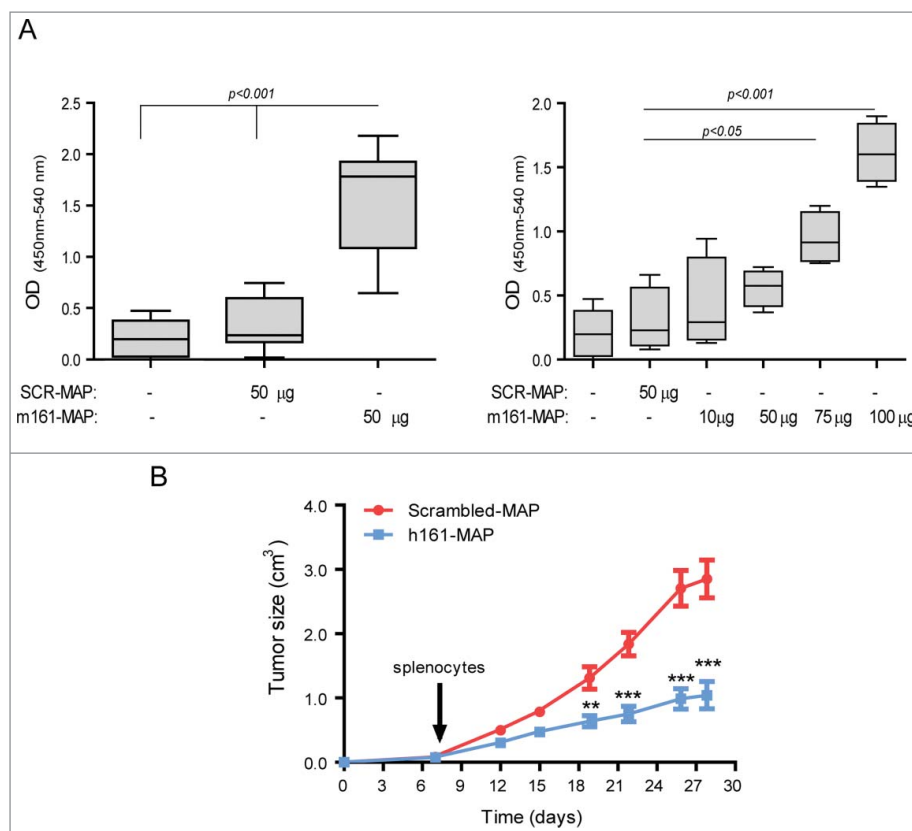 A
p<0.001
2.5
2.0
1.5
1.0
0.5
0.0
OD (450nm-540 nm)
SCR-MAP: - 50 μg -
m161-MAP: - - 50 μg
p<0.001
p<0.05
2.0
1.5
1.0
0.5
0.0
OD (450nm-540 nm)
SCR-MAP: - 50 μg - - - -
m161-MAP: - - 10μg 50 μg 75 μg 100 μg
B
Scrambled-MAP
h161-MAP
4.0
3.0
2.0
1.0
0.0
Tumor size (cm³)
splenocytes
** *** *** ***
0 3 6 9 12 15 18 21 24 27 30
Time (days)